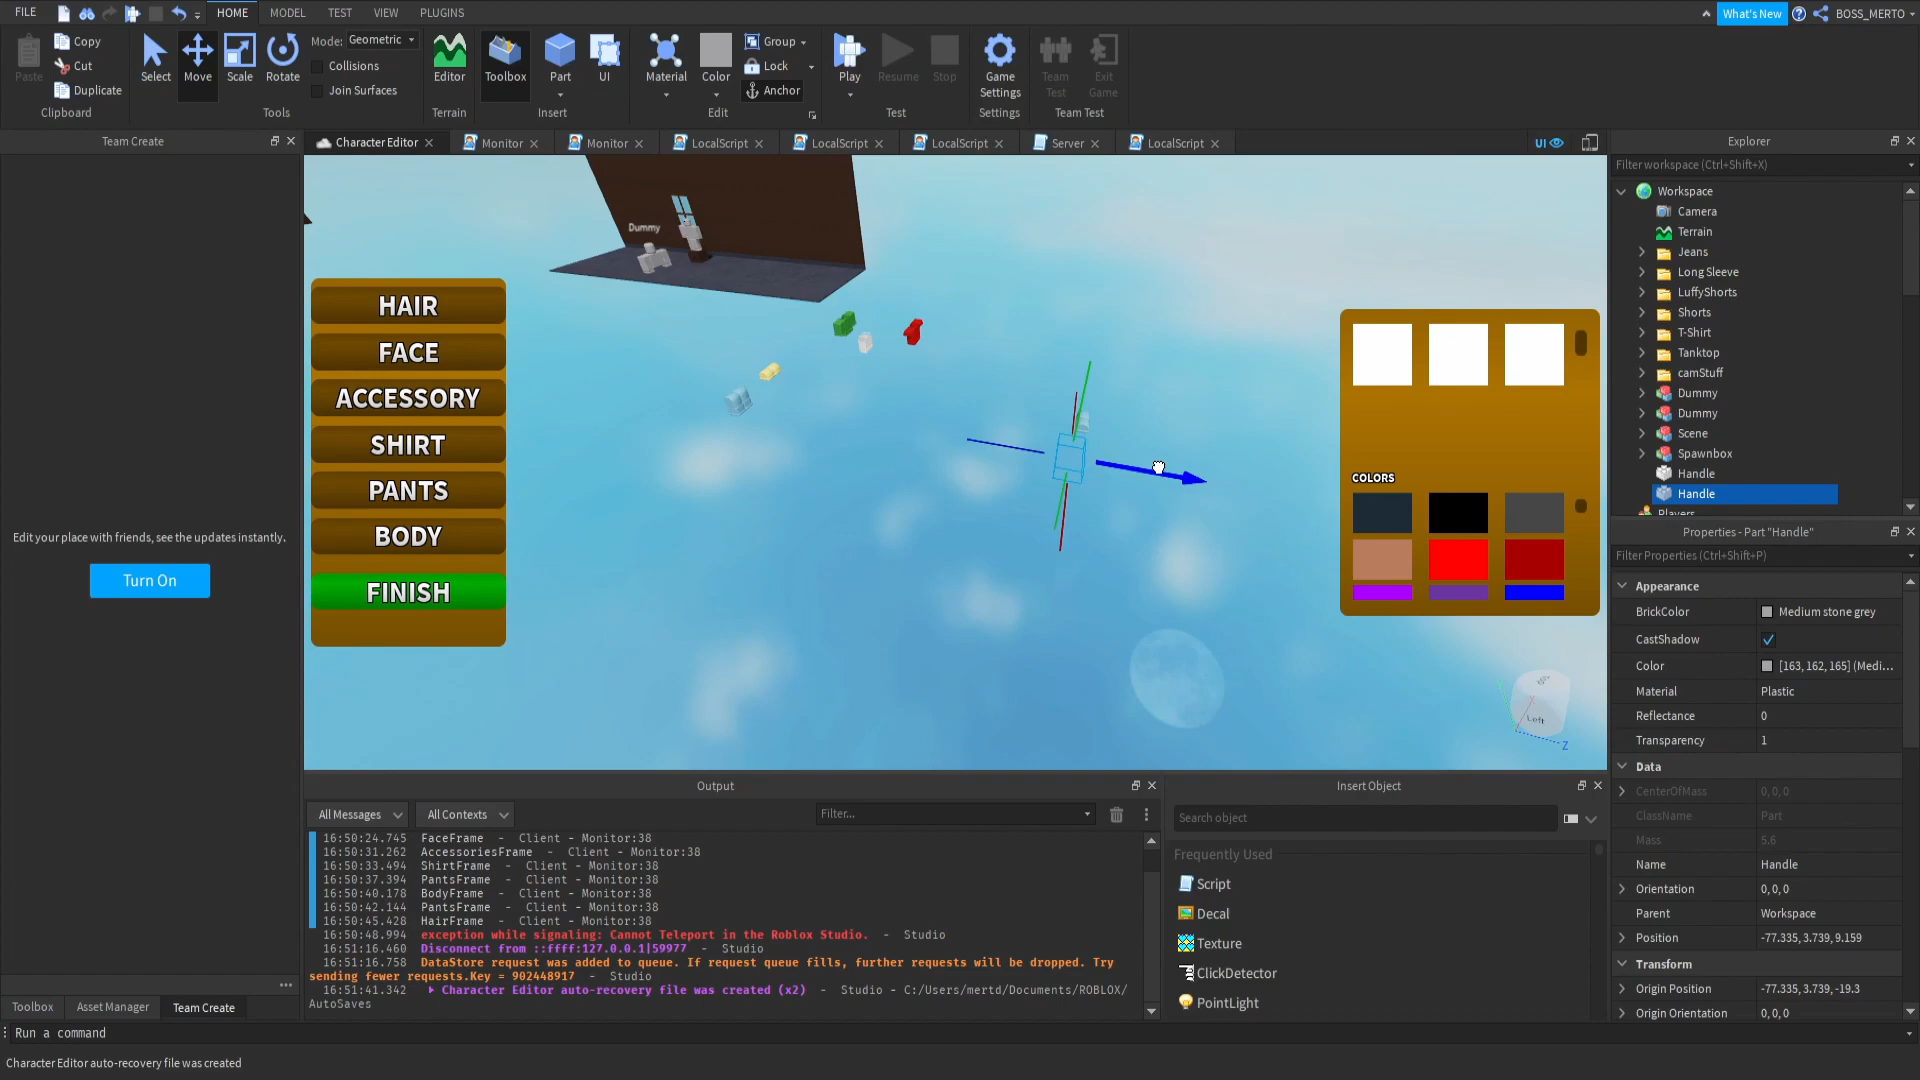 FILE
HOME
MODEL
TEST
VIEW
PLUGINS
What's New
BOSS_MERTO
Paste
Copy
Cut
Duplicate
Clipboard
Select
Move
Scale
Rotate
Mode: Geometric
Collisions
Join Surfaces
Tools
Editor
Terrain
Toolbox
Part
UI
Insert
Material
Color
Group
Lock
Anchor
Edit
Play
Resume
Stop
Test
Game
Settings
Settings
Team
Test
Exit
Game
Team Test
Team Create
Character Editor
Monitor
Monitor
LocalScript
LocalScript
LocalScript
Server
LocalScript
UI
Edit your place with friends, see the updates instantly.
Turn On
Toolbox
Asset Manager
Team Create
Dummy
HAIR
FACE
ACCESSORY
SHIRT
PANTS
BODY
FINISH
COLORS
Left
Z
Explorer
Filter workspace (Ctrl+Shift+X)
Workspace
Camera
Terrain
Jeans
Long Sleeve
LuffyShorts
Shorts
T-Shirt
Tanktop
camStuff
Dummy
Dummy
Scene
Spawnbox
Handle
Handle
Players
Properties - Part "Handle"
Filter Properties (Ctrl+Shift+P)
Appearance
BrickColor Medium stone grey
CastShadow
Color [163, 162, 165] (Medi...
Material Plastic
Reflectance 0
Transparency 1
Data
CenterOfMass 0, 0, 0
ClassName Part
Mass 5.6
Name Handle
Orientation 0, 0, 0
Parent Workspace
Position -77.335, 3.739, 9.159
Transform
Origin Position -77.335, 3.739, -19.3
Origin Orientation 0, 0, 0
Output
All Messages
All Contexts
Filter...
16:50:24.745 FaceFrame - Client - Monitor:38
16:50:31.262 AccessoriesFrame - Client - Monitor:38
16:50:33.494 ShirtFrame - Client - Monitor:38
16:50:37.394 PantsFrame - Client - Monitor:38
16:50:40.178 BodyFrame - Client - Monitor:38
16:50:42.144 PantsFrame - Client - Monitor:38
16:50:45.428 HairFrame - Client - Monitor:38
16:50:48.994 exception while signaling: Cannot Teleport in the Roblox Studio. - Studio
16:51:16.460 Disconnect from ::ffff:127.0.0.1|59977 - Studio
16:51:16.758 DataStore request was added to queue. If request queue fills, further requests will be dropped. Try
sending fewer requests.Key = 902448917 - Studio
16:51:41.342 Character Editor auto-recovery file was created (x2) - Studio - C:/Users/mertd/Documents/ROBLOX/
AutoSaves
Insert Object
Search object
Frequently Used
Script
Decal
Texture
ClickDetector
PointLight
Run a command
Character Editor auto-recovery file was created